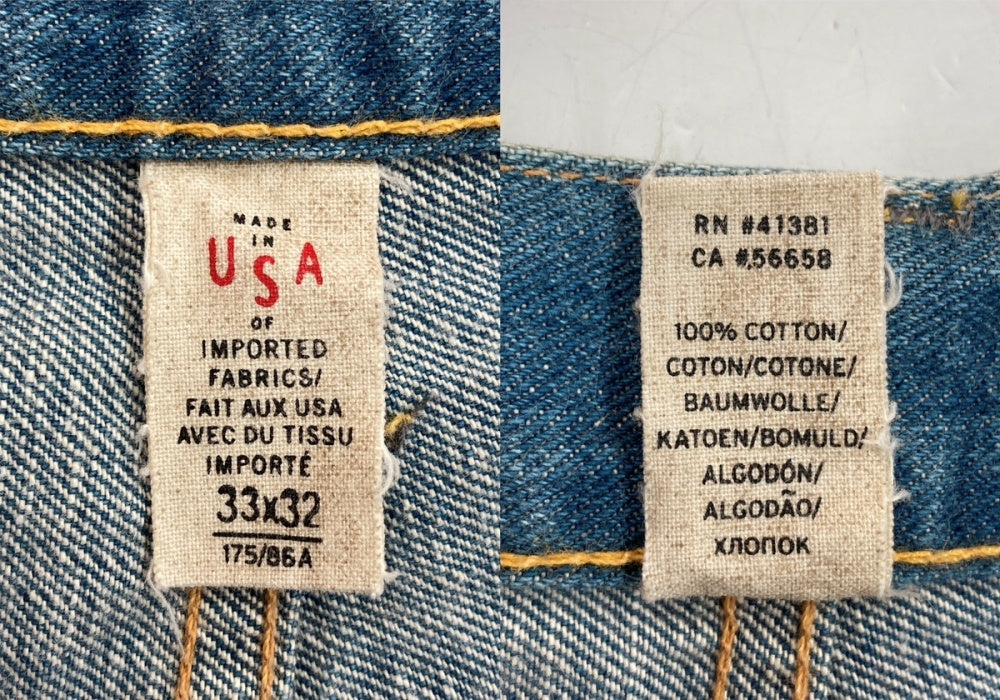 MADE
IN
USA
OF
IMPORTED
FABRICS/
FAIT AUX USA
AVEC DU TISSU
IMPORTÉ
33x32
175/86A
RN #41381
CA #56658
100% COTTON/
COTON/COTONE/
BAUMWOLLE/
KATOEN/BOMULD/
ALGODÓN/
ALGODÃO/
хлопок